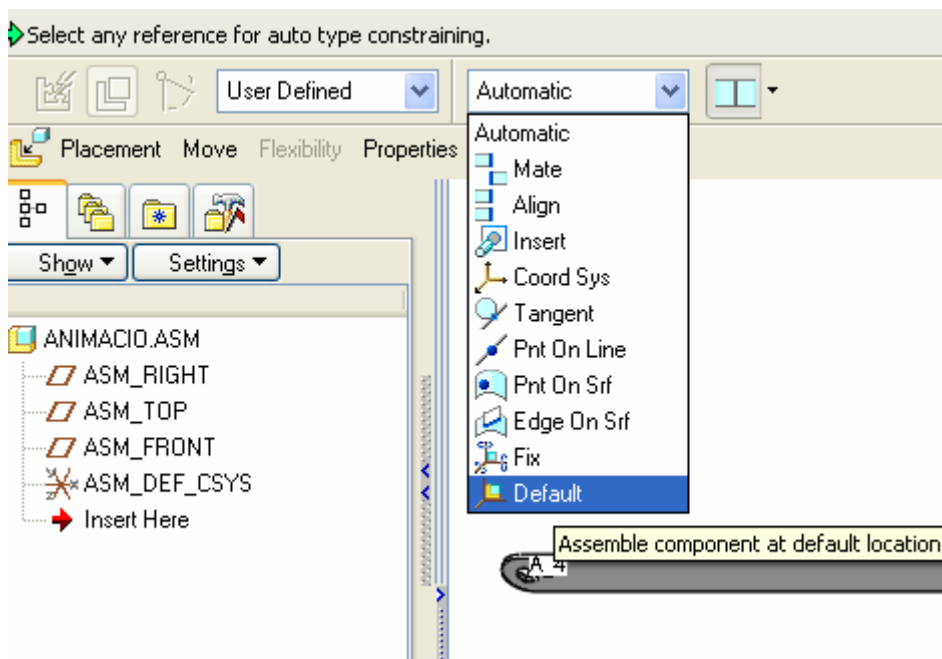 Select any reference for auto type constraining.
User Defined
Automatic
Placement Move Flexibility Properties
Automatic
Mate
Align
Insert
Coord Sys
Tangent
Pnt On Line
Pnt On Srf
Edge On Srf
Fix
Default
Assemble component at default location
Show
Settings
ANIMACIO.ASM
ASM_RIGHT
ASM_TOP
ASM_FRONT
ASM_DEF_CSYS
Insert Here
A_4